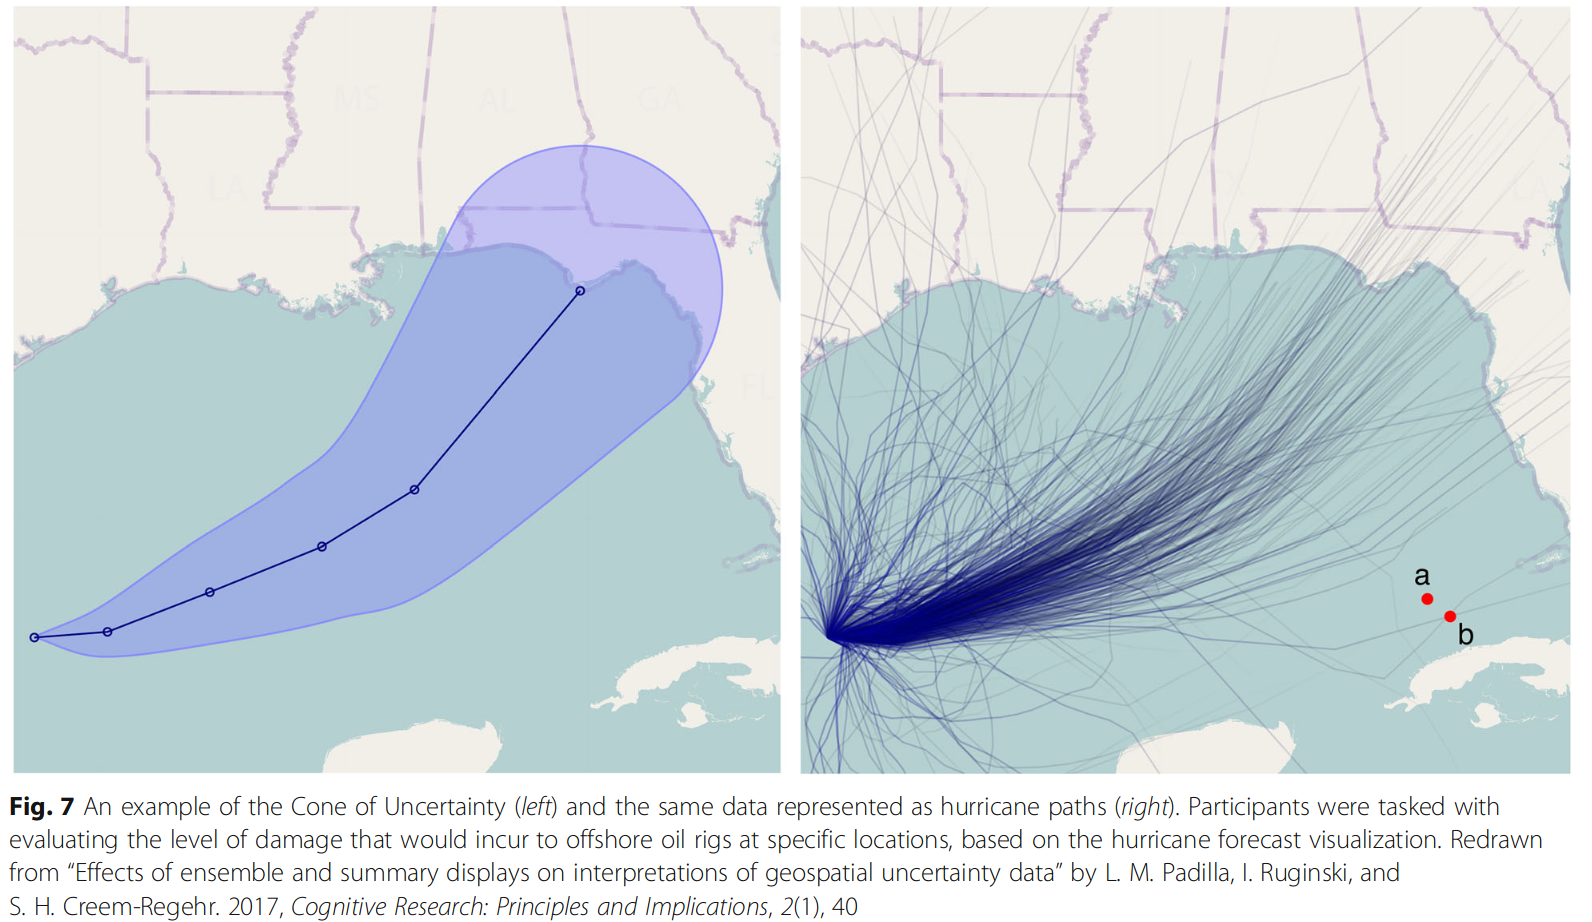 MS
AL
GA
LA
FL
a
b
Fig. 7 An example of the Cone of Uncertainty (left) and the same data represented as hurricane paths (right). Participants were tasked with
evaluating the level of damage that would incur to offshore oil rigs at specific locations, based on the hurricane forecast visualization. Redrawn
from “Effects of ensemble and summary displays on interpretations of geospatial uncertainty data” by L. M. Padilla, I. Ruginski, and
S. H. Creem-Regehr. 2017, Cognitive Research: Principles and Implications, 2(1), 40